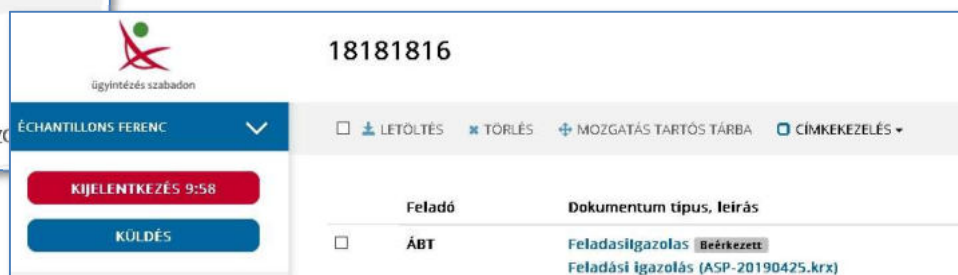 18181816
ügyintézés szabadon
ÉCHANTILLONS FERENC
LETÖLTÉS TÖRLÉS MOZGATÁS TARTÓS TÁRBA CÍMKEKEZELÉS
KIJELENTKEZÉS 9:58
KÜLDÉS
Feladó Dokumentum típus, leírás
ÁBT Feladasilgazolas Beérkezett
Feladási igazolás (ASP-20190425.krx)